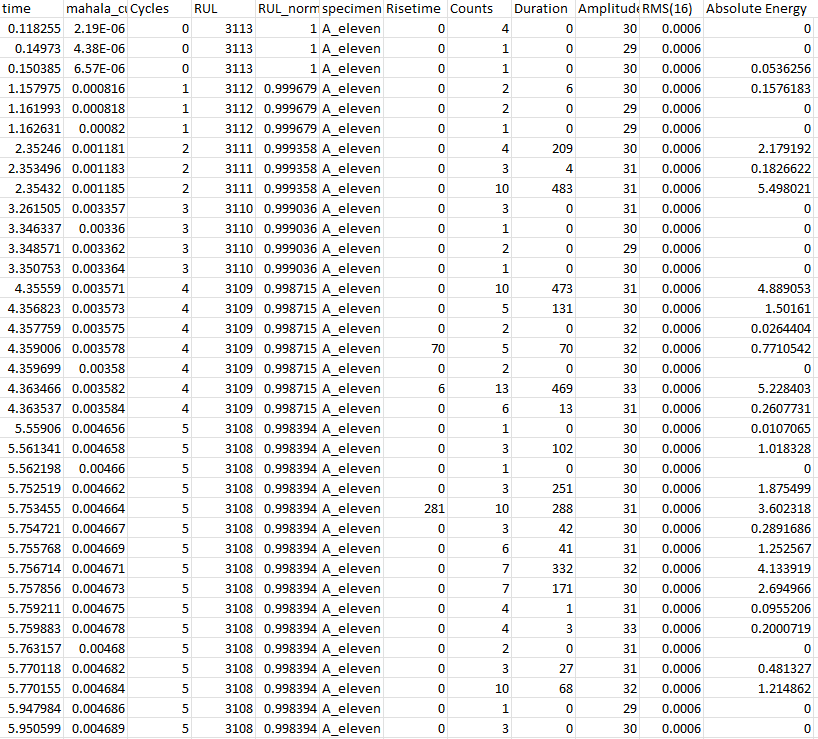 time mahala_cu Cycles RUL RUL_norm specimen Risetime Counts Duration Amplitude RMS(16) Absolute Energy
0.118255 2.19E-06 0 3113 1 A_eleven 0 4 0 30 0.0006 0
0.14973 4.38E-06 0 3113 1 A_eleven 0 1 0 29 0.0006 0
0.150385 6.57E-06 0 3113 1 A_eleven 0 1 0 30 0.0006 0.0536256
1.157975 0.000816 1 3112 0.999679 A_eleven 0 2 6 30 0.0006 0.1576183
1.161993 0.000818 1 3112 0.999679 A_eleven 0 2 0 29 0.0006 0
1.162631 0.00082 1 3112 0.999679 A_eleven 0 1 0 29 0.0006 0
2.35246 0.001181 2 3111 0.999358 A_eleven 0 4 209 30 0.0006 2.179192
2.353496 0.001183 2 3111 0.999358 A_eleven 0 3 4 31 0.0006 0.1826622
2.35432 0.001185 2 3111 0.999358 A_eleven 0 10 483 31 0.0006 5.498021
3.261505 0.003357 3 3110 0.999036 A_eleven 0 3 0 31 0.0006 0
3.346337 0.00336 3 3110 0.999036 A_eleven 0 1 0 30 0.0006 0
3.348571 0.003362 3 3110 0.999036 A_eleven 0 2 0 29 0.0006 0
3.350753 0.003364 3 3110 0.999036 A_eleven 0 1 0 30 0.0006 0
4.35559 0.003571 4 3109 0.998715 A_eleven 0 10 473 31 0.0006 4.889053
4.356823 0.003573 4 3109 0.998715 A_eleven 0 5 131 30 0.0006 1.50161
4.357759 0.003575 4 3109 0.998715 A_eleven 0 2 0 32 0.0006 0.0264404
4.359006 0.003578 4 3109 0.998715 A_eleven 70 5 70 32 0.0006 0.7710542
4.359699 0.00358 4 3109 0.998715 A_eleven 0 2 0 30 0.0006 0
4.363466 0.003582 4 3109 0.998715 A_eleven 6 13 469 33 0.0006 5.228403
4.363537 0.003584 4 3109 0.998715 A_eleven 0 6 13 31 0.0006 0.2607731
5.55906 0.004656 5 3108 0.998394 A_eleven 0 1 0 30 0.0006 0.0107065
5.561341 0.004658 5 3108 0.998394 A_eleven 0 3 102 30 0.0006 1.018328
5.562198 0.00466 5 3108 0.998394 A_eleven 0 1 0 30 0.0006 0
5.752519 0.004662 5 3108 0.998394 A_eleven 0 3 251 30 0.0006 1.875499
5.753455 0.004664 5 3108 0.998394 A_eleven 281 10 288 31 0.0006 3.602318
5.754721 0.004667 5 3108 0.998394 A_eleven 0 3 42 30 0.0006 0.2891686
5.755768 0.004669 5 3108 0.998394 A_eleven 0 6 41 31 0.0006 1.252567
5.756714 0.004671 5 3108 0.998394 A_eleven 0 7 332 32 0.0006 4.133919
5.757856 0.004673 5 3108 0.998394 A_eleven 0 7 171 30 0.0006 2.694966
5.759211 0.004675 5 3108 0.998394 A_eleven 0 4 1 31 0.0006 0.0955206
5.759883 0.004678 5 3108 0.998394 A_eleven 0 4 3 33 0.0006 0.2000719
5.763157 0.00468 5 3108 0.998394 A_eleven 0 2 0 31 0.0006 0
5.770118 0.004682 5 3108 0.998394 A_eleven 0 3 27 31 0.0006 0.481327
5.770155 0.004684 5 3108 0.998394 A_eleven 0 10 68 32 0.0006 1.214862
5.947984 0.004686 5 3108 0.998394 A_eleven 0 1 0 29 0.0006 0
5.950599 0.004689 5 3108 0.998394 A_eleven 0 3 0 30 0.0006 0